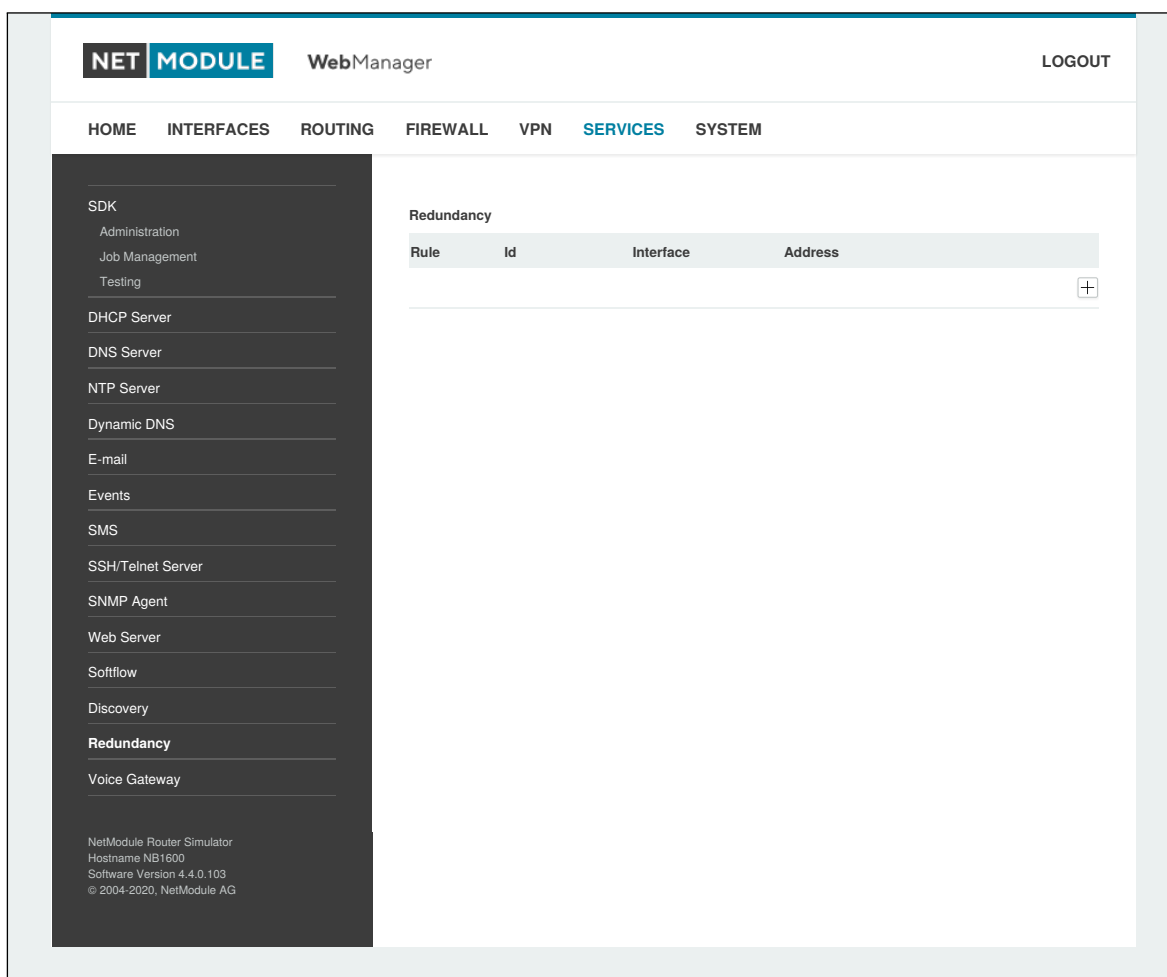 NET MODULE WebManager LOGOUT
HOME INTERFACES ROUTING FIREWALL VPN SERVICES SYSTEM
SDK
Administration
Job Management
Testing
DHCP Server
DNS Server
NTP Server
Dynamic DNS
E-mail
Events
SMS
SSH/Telnet Server
SNMP Agent
Web Server
Softflow
Discovery
Redundancy
Voice Gateway
NetModule Router Simulator
Hostname NB1600
Software Version 4.4.0.103
© 2004-2020, NetModule AG
Redundancy
Rule Id Interface Address